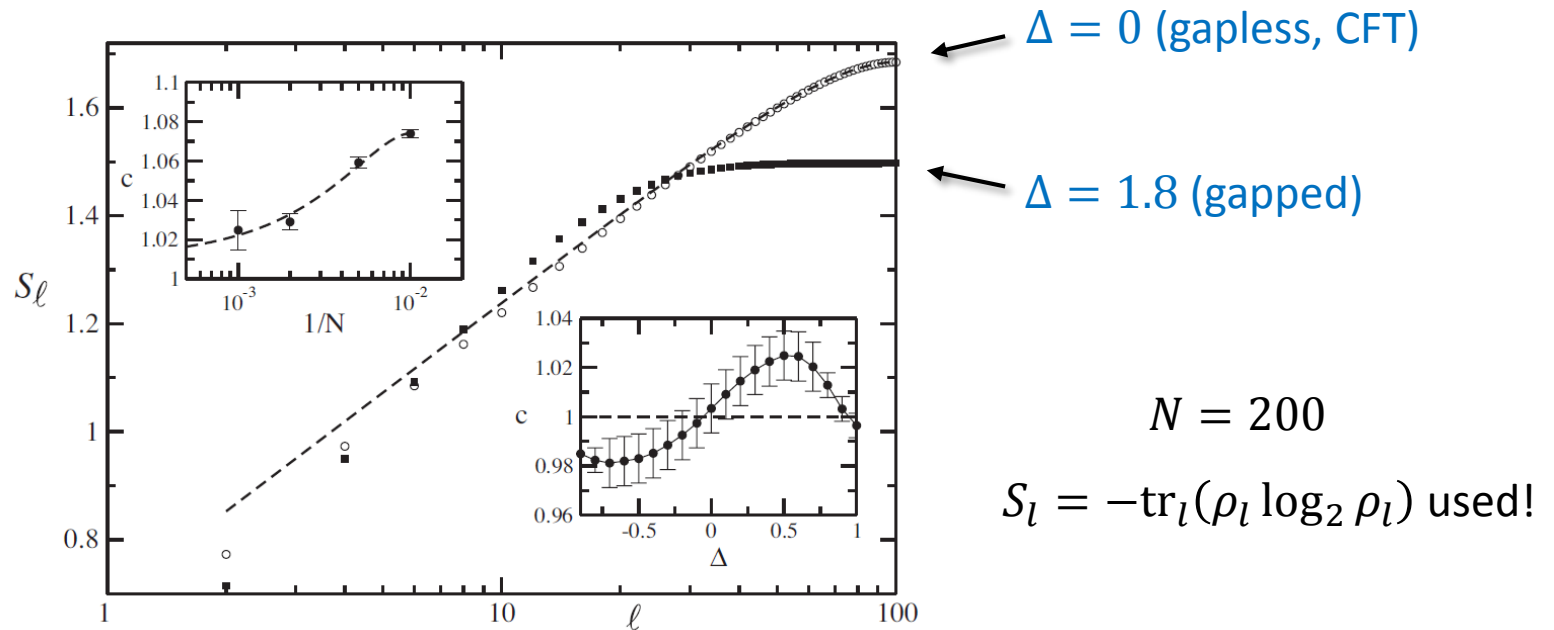 Δ = 0 (gapless, CFT)
Δ = 1.8 (gapped)
N = 200
S_l = −tr_l(ρ_l log_2 ρ_l) used!
S_ℓ
1.6
1.4
1.2
1
0.8
1 10 100
ℓ
1.1
1.08
1.06
1.04
1.02
1
c
10^-3 10^-2
1/N
1.04
1.02
1
0.98
0.96
c
-0.5 0 0.5 1
Δ